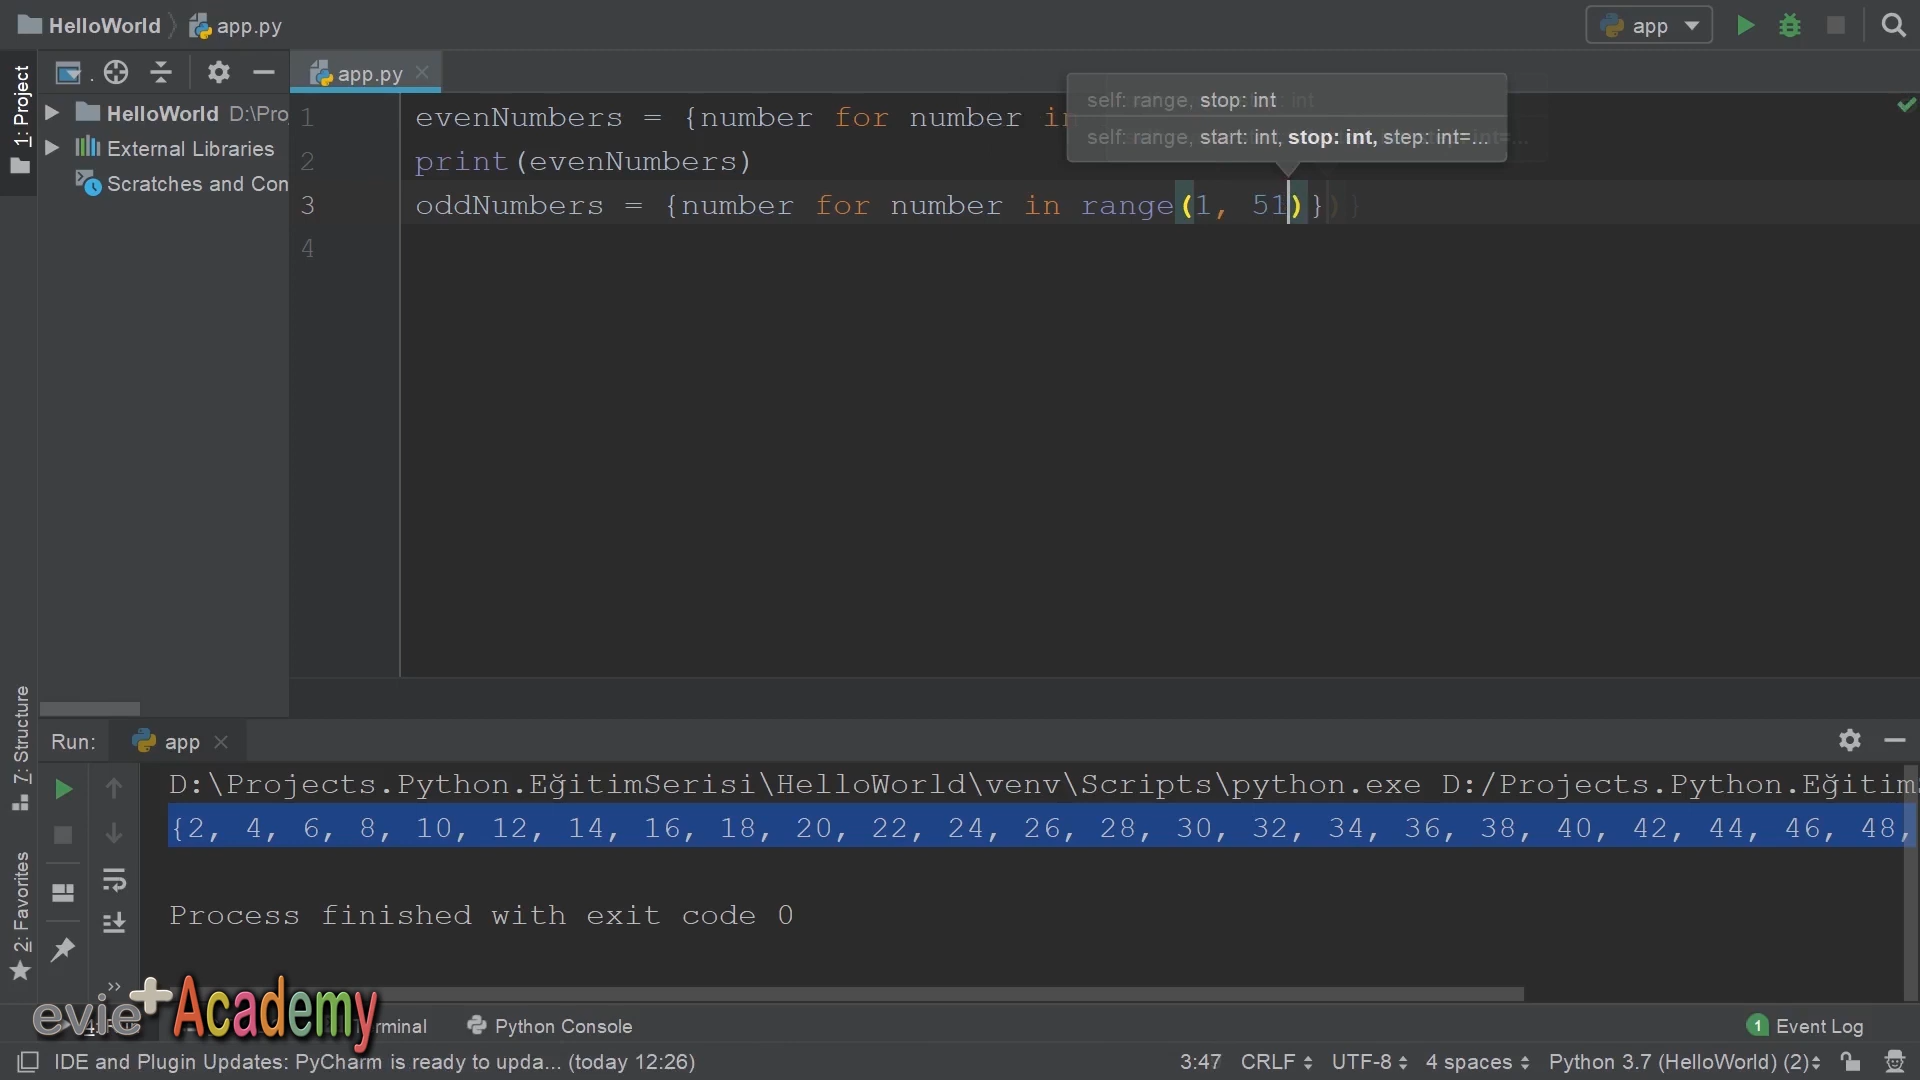 HelloWorld app.py app
1: Project app.py
HelloWorld D:\Pro
External Libraries
Scratches and Con
self: range, stop: int
self: range, start: int, stop: int, step: int=...
1 evenNumbers = {number for number in
2 print(evenNumbers)
3 oddNumbers = {number for number in range(1, 51)}
4
7: Structure
2: Favorites
Run: app
D:\Projects.Python.EğitimSerisi\HelloWorld\venv\Scripts\python.exe D:/Projects.Python.Eğitim
{2, 4, 6, 8, 10, 12, 14, 16, 18, 20, 22, 24, 26, 28, 30, 32, 34, 36, 38, 40, 42, 44, 46, 48,
Process finished with exit code 0
evie+Academy
Python Console 1 Event Log
IDE and Plugin Updates: PyCharm is ready to upda... (today 12:26) 3:47 CRLF UTF-8 4 spaces Python 3.7 (HelloWorld) (2)